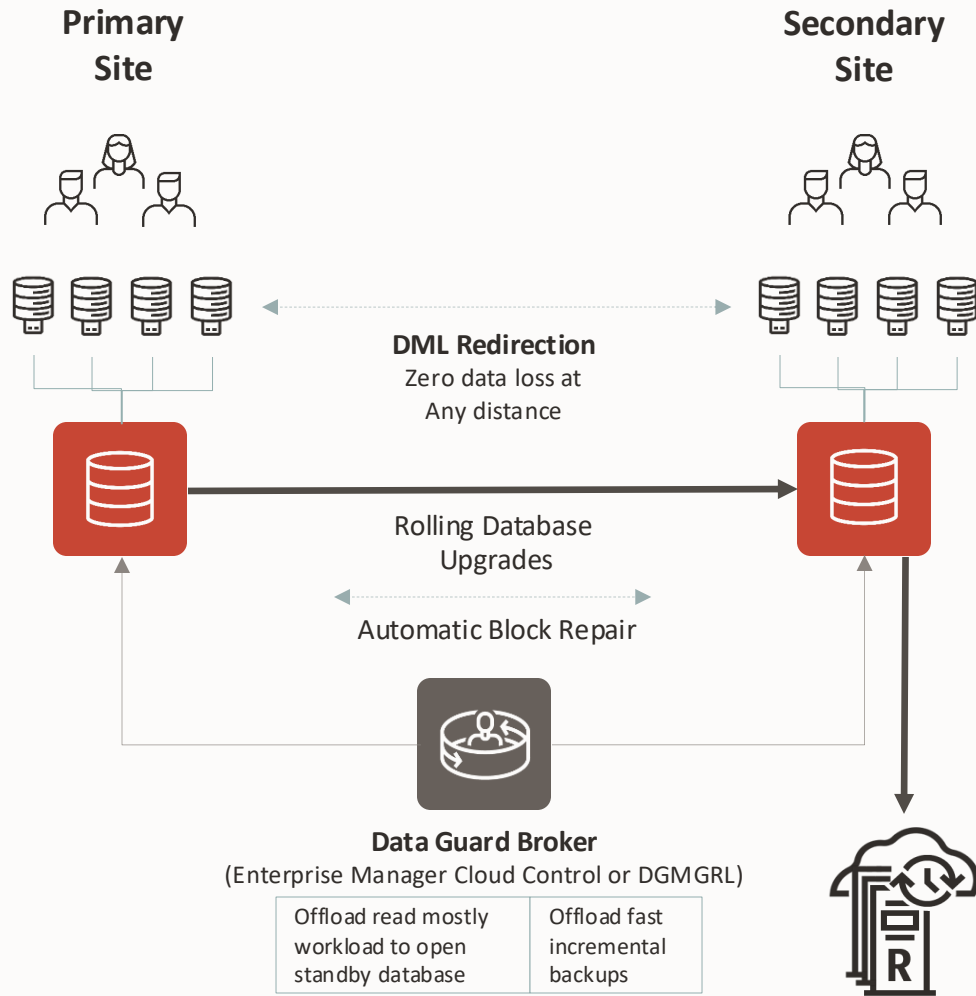 Primary
Site
Secondary
Site
DML Redirection
Zero data loss at
Any distance
Rolling Database
Upgrades
Automatic Block Repair
Data Guard Broker
(Enterprise Manager Cloud Control or DGMGRL)
Offload read mostly
workload to open
standby database
Offload fast
incremental
backups
R